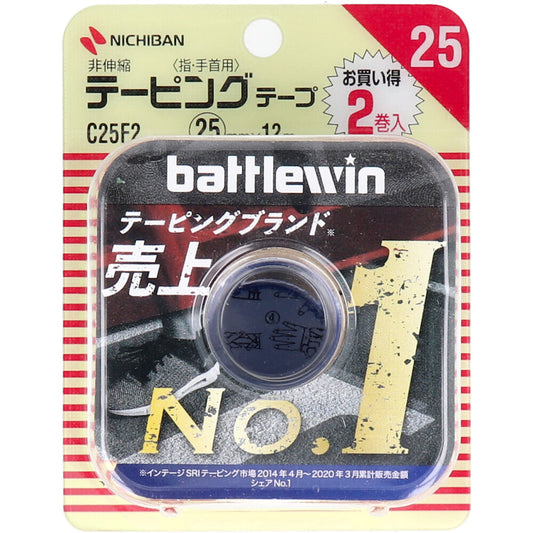 NICHIBAN
25
非伸縮 〈指・手首用〉
テーピングテープ
お買い得
2巻入
C25F2 25mm×12m
battlewin
テーピングブランド※
売上
No.1
※インテージSRIテーピング市場2014年4月〜2020年3月累計販売金額
シェアNo.1